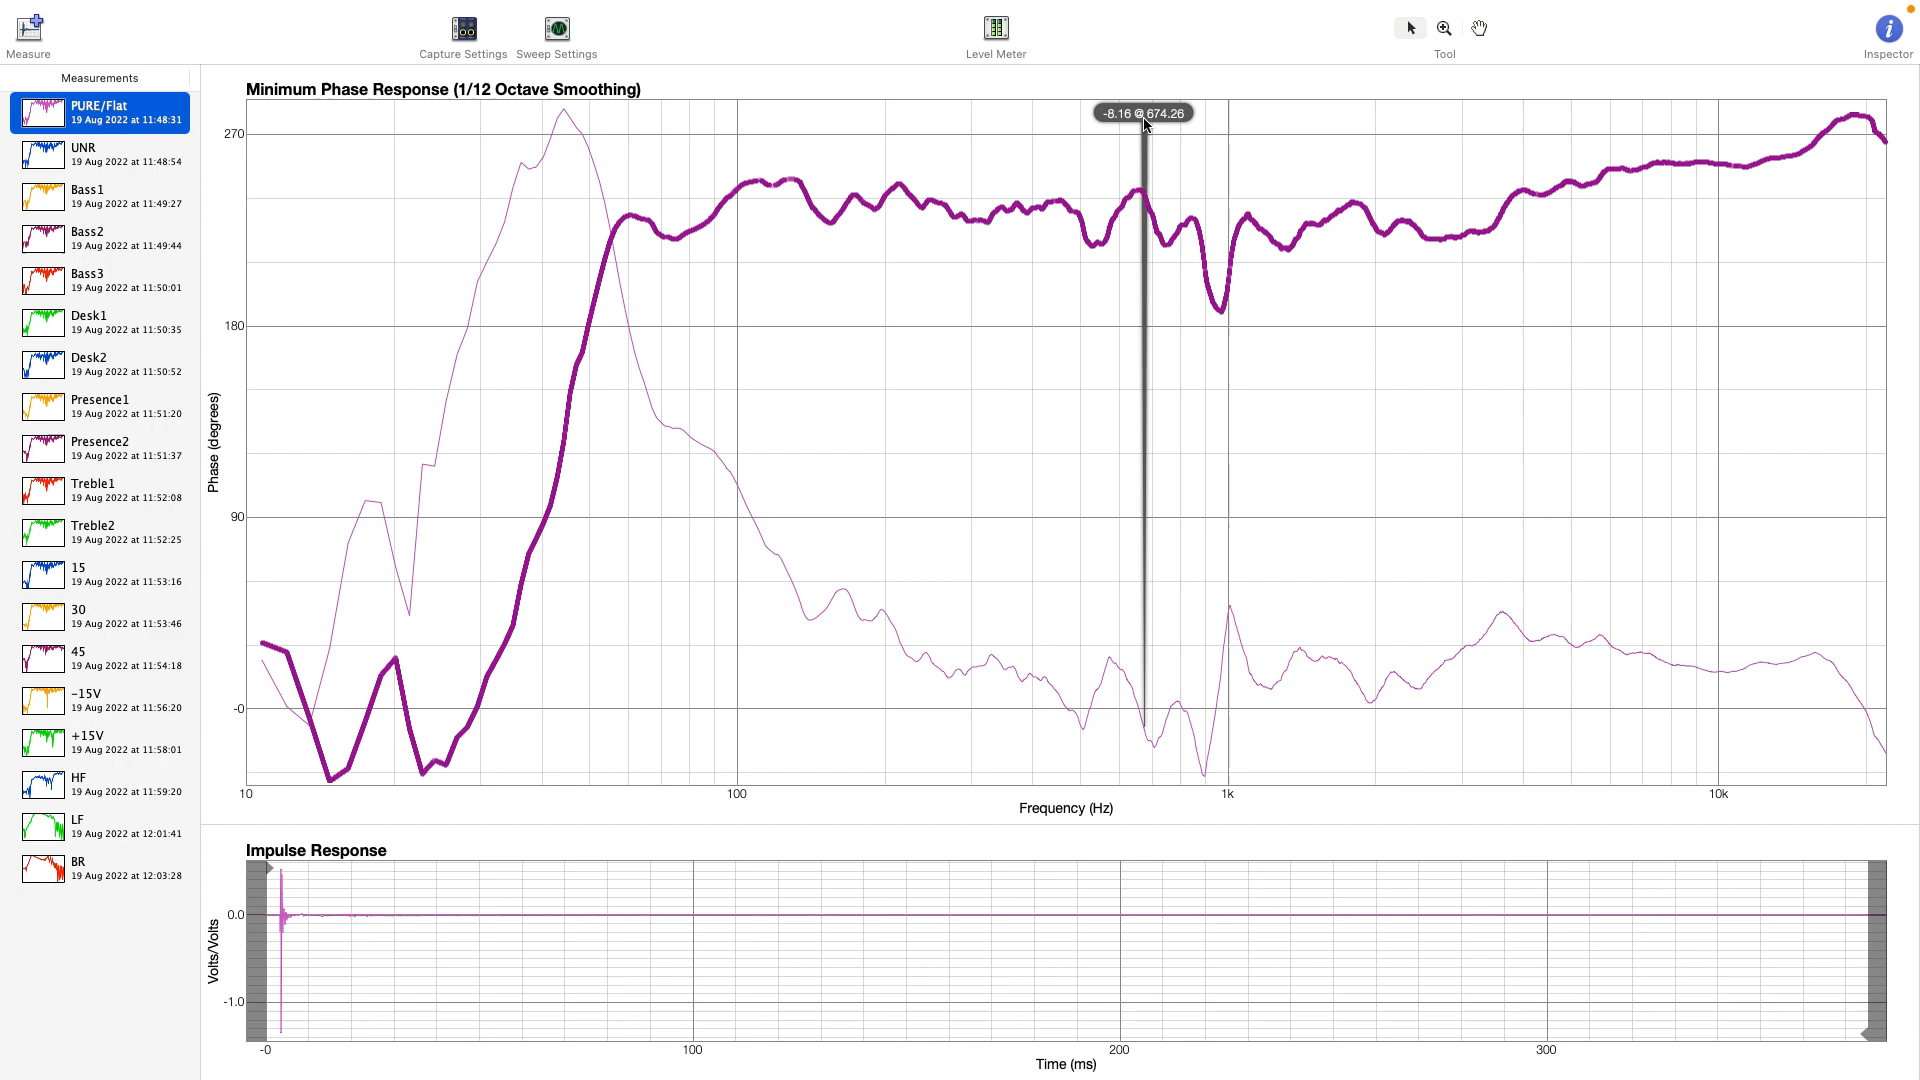 Measure
Capture Settings
Sweep Settings
Level Meter
Tool
Inspector
Measurements
PURE/Flat
19 Aug 2022 at 11:48:31
UNR
19 Aug 2022 at 11:48:54
Bass1
19 Aug 2022 at 11:49:27
Bass2
19 Aug 2022 at 11:49:44
Bass3
19 Aug 2022 at 11:50:01
Desk1
19 Aug 2022 at 11:50:35
Desk2
19 Aug 2022 at 11:50:52
Presence1
19 Aug 2022 at 11:51:20
Presence2
19 Aug 2022 at 11:51:37
Treble1
19 Aug 2022 at 11:52:08
Treble2
19 Aug 2022 at 11:52:25
15
19 Aug 2022 at 11:53:16
30
19 Aug 2022 at 11:53:46
45
19 Aug 2022 at 11:54:18
-15V
19 Aug 2022 at 11:56:20
+15V
19 Aug 2022 at 11:58:01
HF
19 Aug 2022 at 11:59:20
LF
19 Aug 2022 at 12:01:41
BR
19 Aug 2022 at 12:03:28
Minimum Phase Response (1/12 Octave Smoothing)
-8.16 @ 674.26
270
180
90
-0
Phase (degrees)
10
100
1k
10k
Frequency (Hz)
Impulse Response
0.0
-1.0
Volts/Volts
-0
100
200
300
Time (ms)